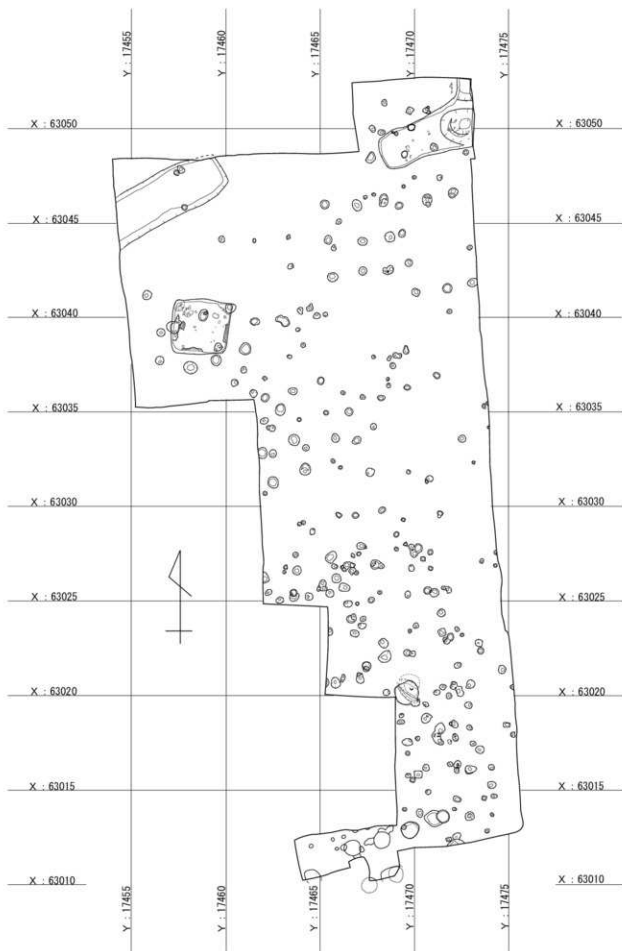 Y : 17455
Y : 17460
Y : 17465
Y : 17470
Y : 17475
X : 63050
X : 63050
X : 63045
X : 63045
X : 63040
X : 63040
X : 63035
X : 63035
X : 63030
X : 63030
X : 63025
X : 63025
X : 63020
X : 63020
X : 63015
X : 63015
X : 63010
X : 63010
Y : 17455
Y : 17460
Y : 17465
Y : 17470
Y : 17475